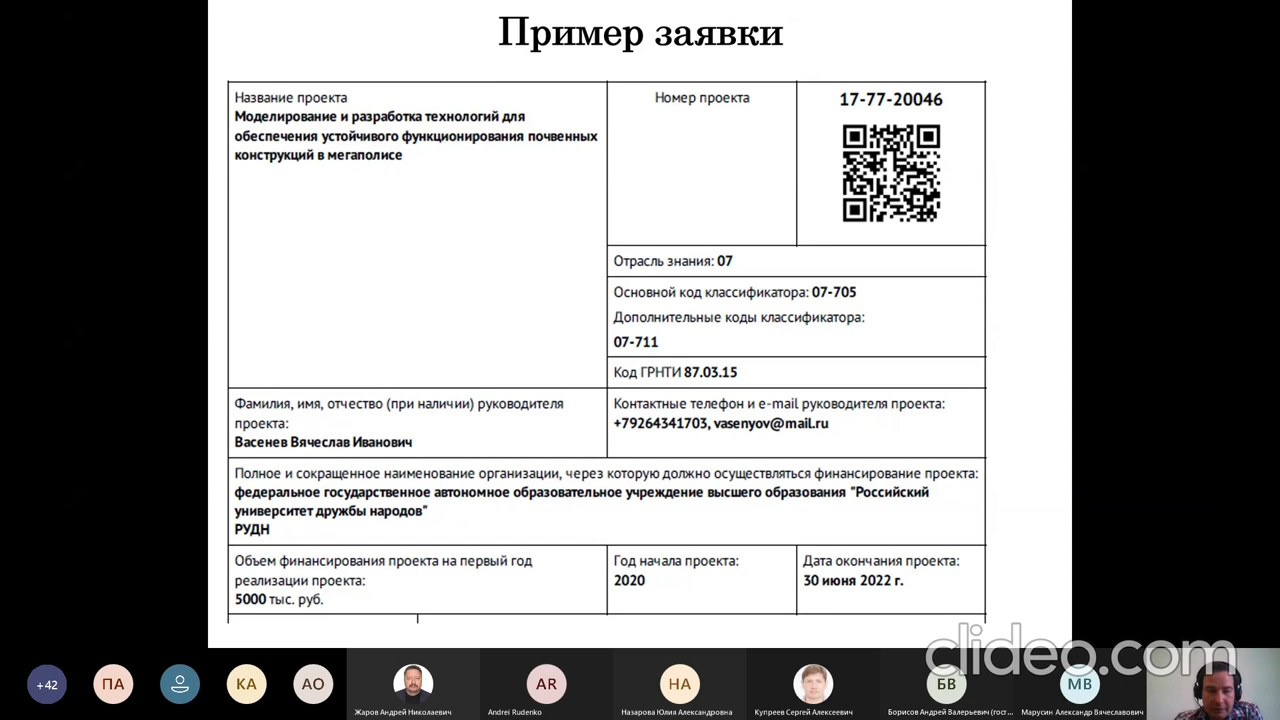 Пример заявки
Название проекта
Моделирование и разработка технологий для
обеспечения устойчивого функционирования почвенных
конструкций в мегаполисе
Номер проекта
17-77-20046
Отрасль знания: 07
Основной код классификатора: 07-705
Дополнительные коды классификатора:
07-711
Код ГРНТИ 87.03.15
Фамилия, имя, отчество (при наличии) руководителя
проекта:
Васенев Вячеслав Иванович
Контактные телефон и e-mail руководителя проекта:
+79264341703, vasenyov@mail.ru
Полное и сокращенное наименование организации, через которую должно осуществляться финансирование проекта:
федеральное государственное автономное образовательное учреждение высшего образования "Российский
университет дружбы народов"
РУДН
Объем финансирования проекта на первый год
реализации проекта:
5000 тыс. руб.
Год начала проекта:
2020
Дата окончания проекта:
30 июня 2022 г.
clideo.com
+42
ПА
КА
АО
Жаров Андрей Николаевич
AR
Andrei Rudenko
НА
Назарова Юлия Александровна
Купреев Сергей Алексеевич
БВ
Борисов Андрей Валерьевич (гост...
МВ
Марусин Александр Вячеславович